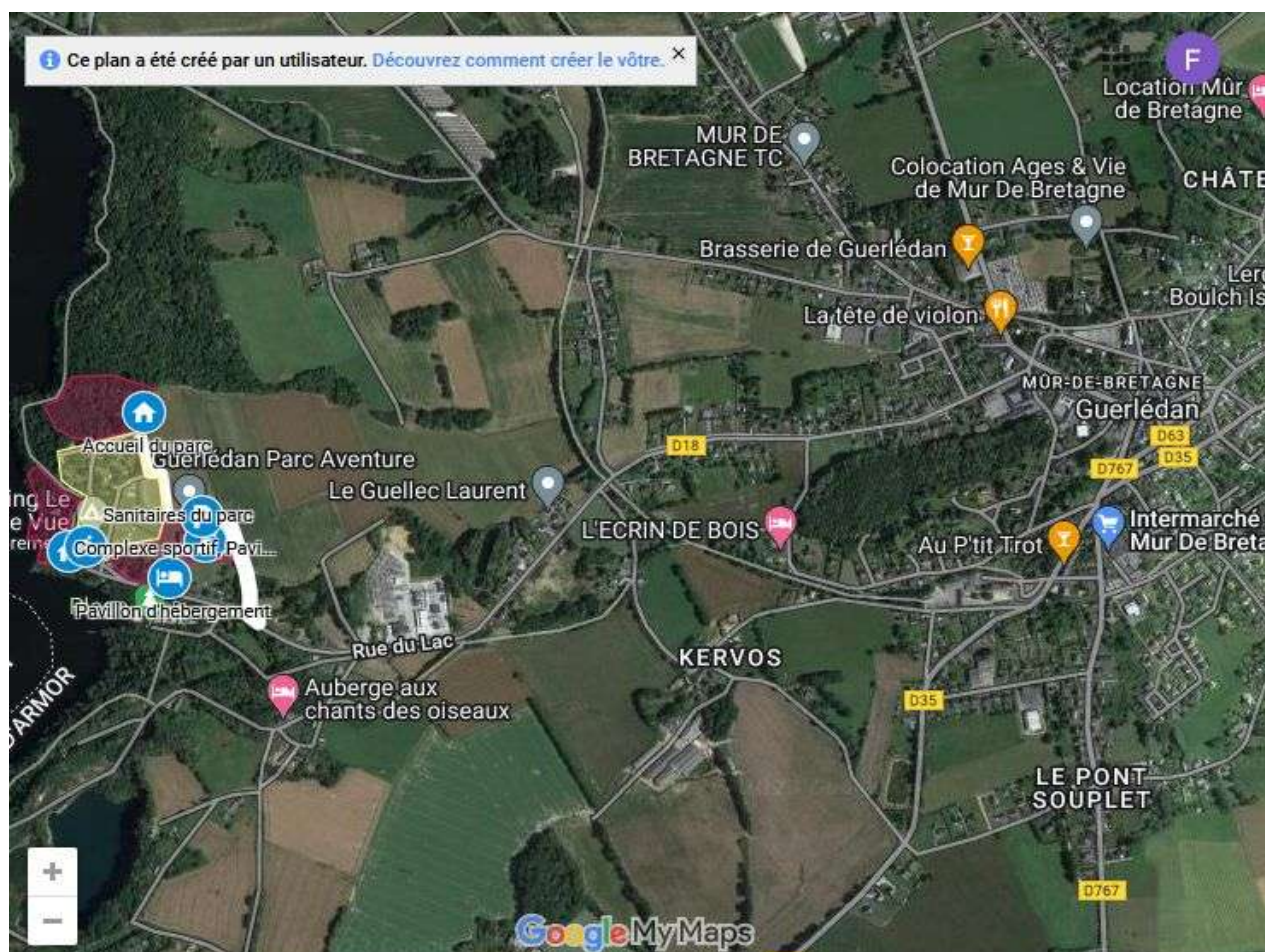 Ce plan a été créé par un utilisateur. Découvrez comment créer le vôtre.
F
Location Mûr
de Bretagne
MUR DE
BRETAGNE TC
Colocation Ages & Vie
de Mur De Bretagne
CHÂTE
Brasserie de Guerlédan
Boulch Is
La tête de violon
MÛR-DE-BRETAGNE
Guerlédan
Accueil du parc
D18
D63
D35
D767
Guerlédan Parc Aventure
Le Guellec Laurent
ing Le
e Vue
Sanitaires du parc
L'ECRIN DE BOIS
Au P'tit Trot
Intermarché
Mur De Breta
Complexe sportif, Pavi...
Pavillon d'hébergement
Rue du Lac
KERVOS
Auberge aux
chants des oiseaux
D'ARMOR
D35
LE PONT
SOUPLET
D767
Google My Maps